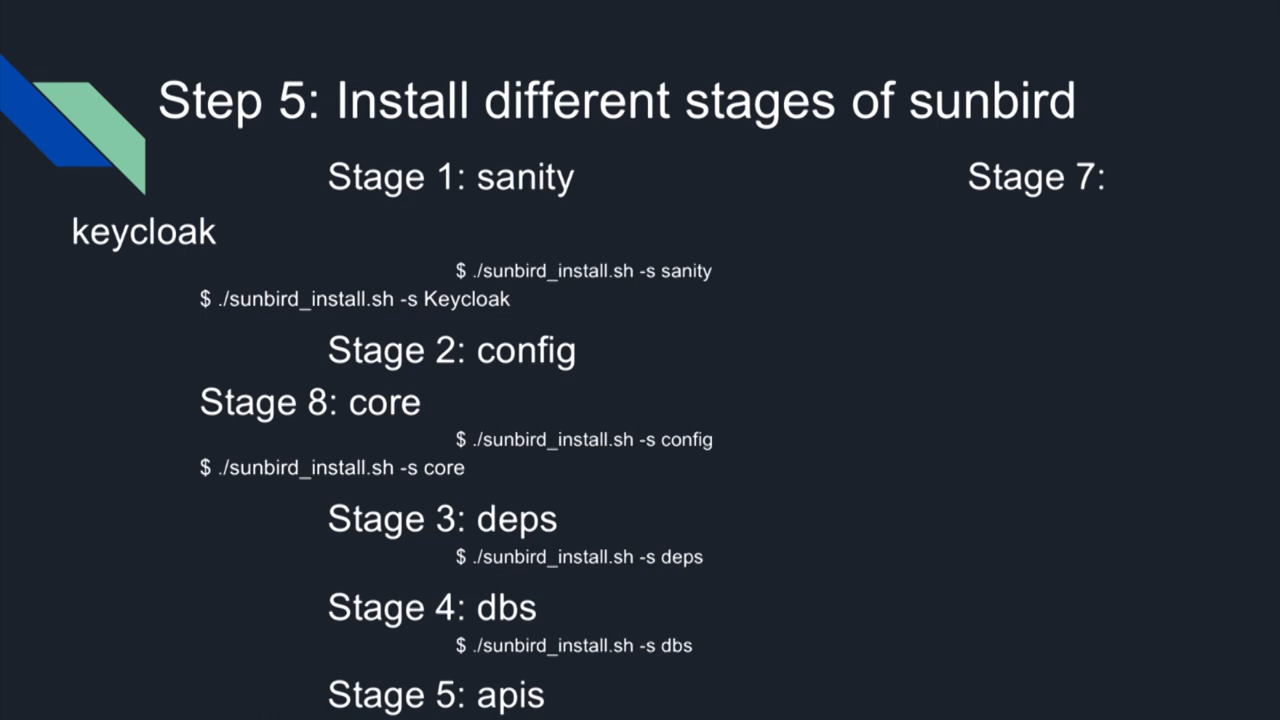 Step 5: Install different stages of sunbird
Stage 1: sanity Stage 7:
keycloak
$ ./sunbird_install.sh -s sanity
$ ./sunbird_install.sh -s Keycloak
Stage 2: config
Stage 8: core
$ ./sunbird_install.sh -s config
$ ./sunbird_install.sh -s core
Stage 3: deps
$ ./sunbird_install.sh -s deps
Stage 4: dbs
$ ./sunbird_install.sh -s dbs
Stage 5: apis